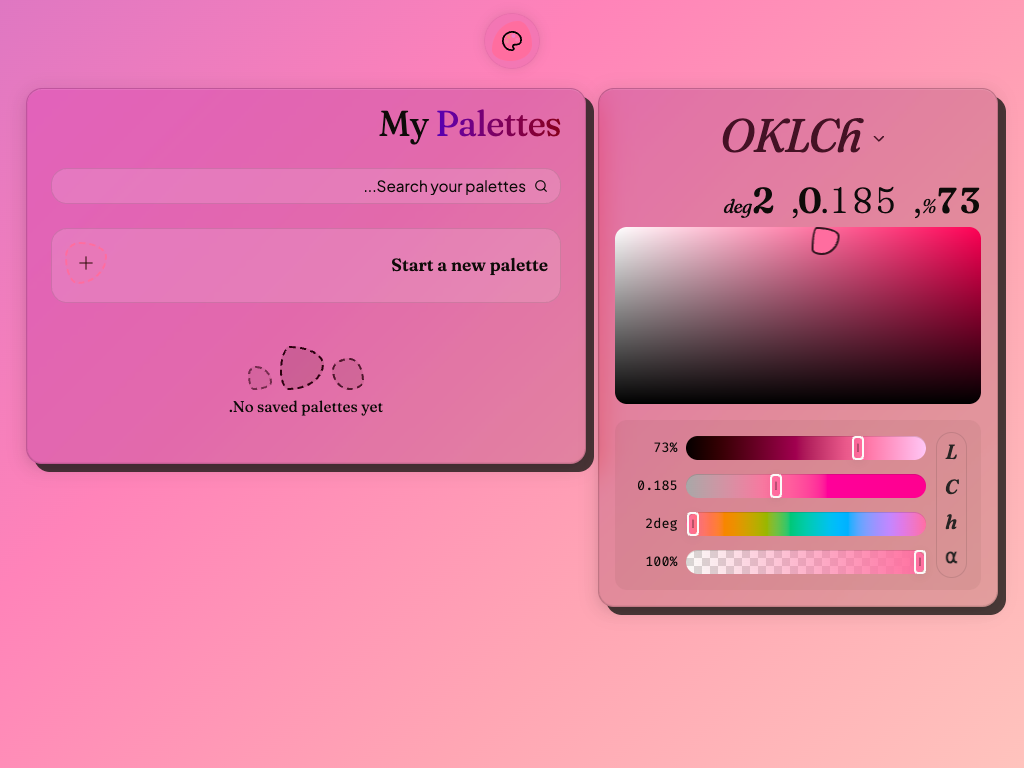 My Palettes
Search your palettes...
Start a new palette
No saved palettes yet.
OKLCh
73%, 0.185, 2deg
L 73%
C 0.185
h 2deg
α 100%